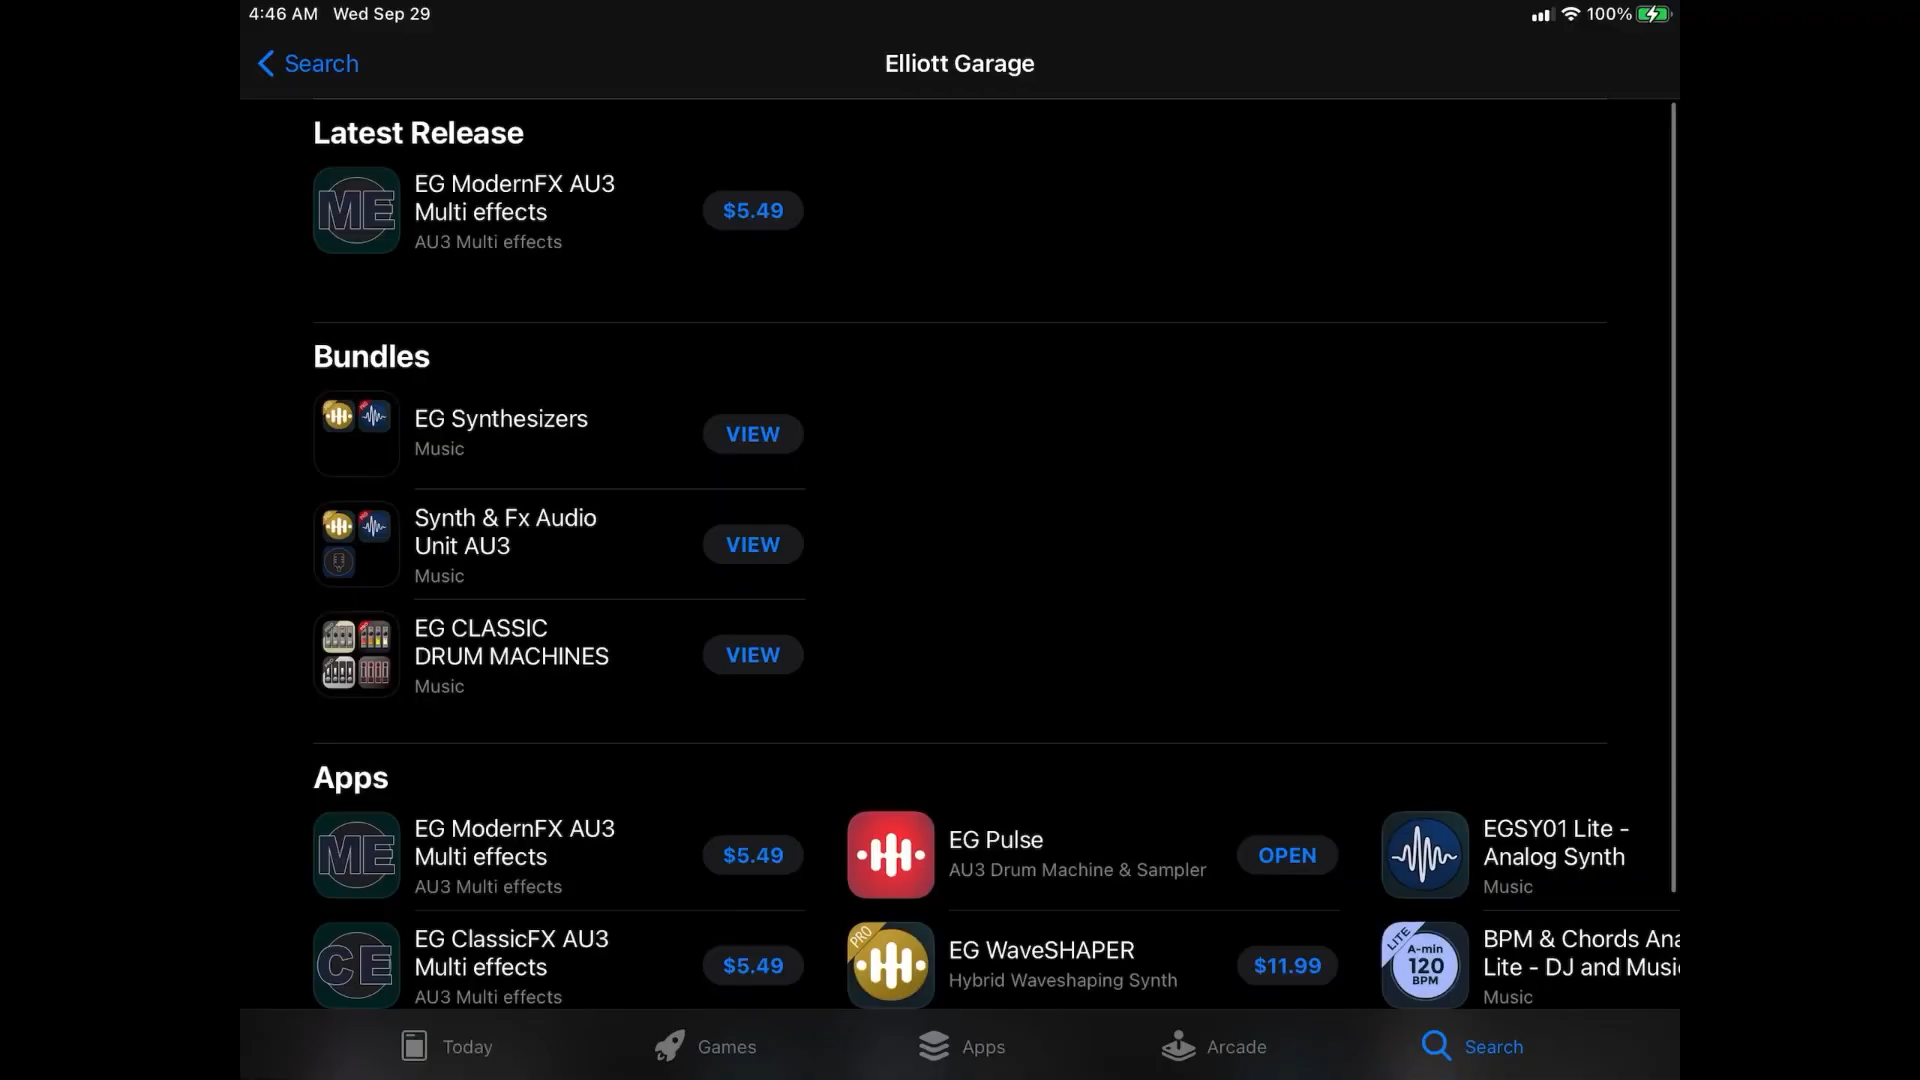 4:46 AM Wed Sep 29
100%
Search
Elliott Garage
Latest Release
ME
EG ModernFX AU3
Multi effects
AU3 Multi effects
$5.49
Bundles
EG Synthesizers
Music
VIEW
Synth & Fx Audio
Unit AU3
Music
VIEW
EG CLASSIC
DRUM MACHINES
Music
VIEW
Apps
ME
EG ModernFX AU3
Multi effects
AU3 Multi effects
$5.49
EG Pulse
AU3 Drum Machine & Sampler
OPEN
EGSY01 Lite -
Analog Synth
Music
CE
EG ClassicFX AU3
Multi effects
AU3 Multi effects
$5.49
PRO
EG WaveSHAPER
Hybrid Waveshaping Synth
$11.99
LITE
A-min
120
BPM
BPM & Chords Ana
Lite - DJ and Musi
Music
Today
Games
Apps
Arcade
Search